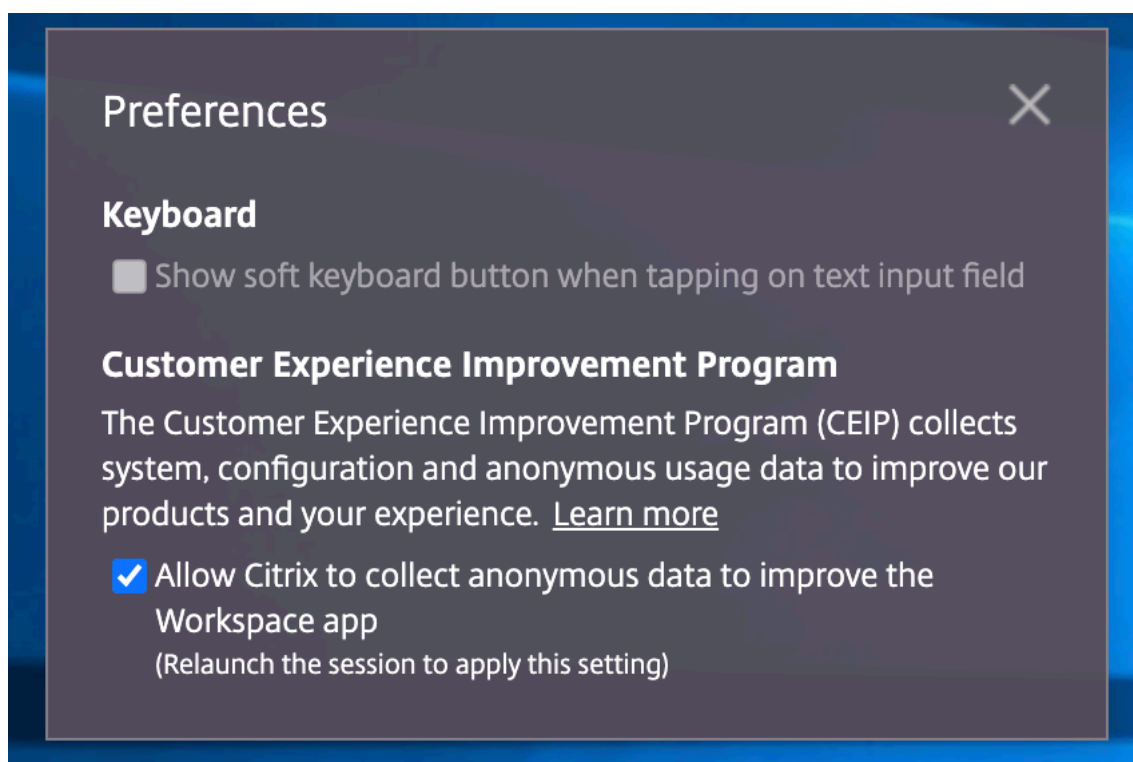 Preferences
Keyboard
Show soft keyboard button when tapping on text input field
Customer Experience Improvement Program
The Customer Experience Improvement Program (CEIP) collects
system, configuration and anonymous usage data to improve our
products and your experience. Learn more
Allow Citrix to collect anonymous data to improve the
Workspace app
(Relaunch the session to apply this setting)